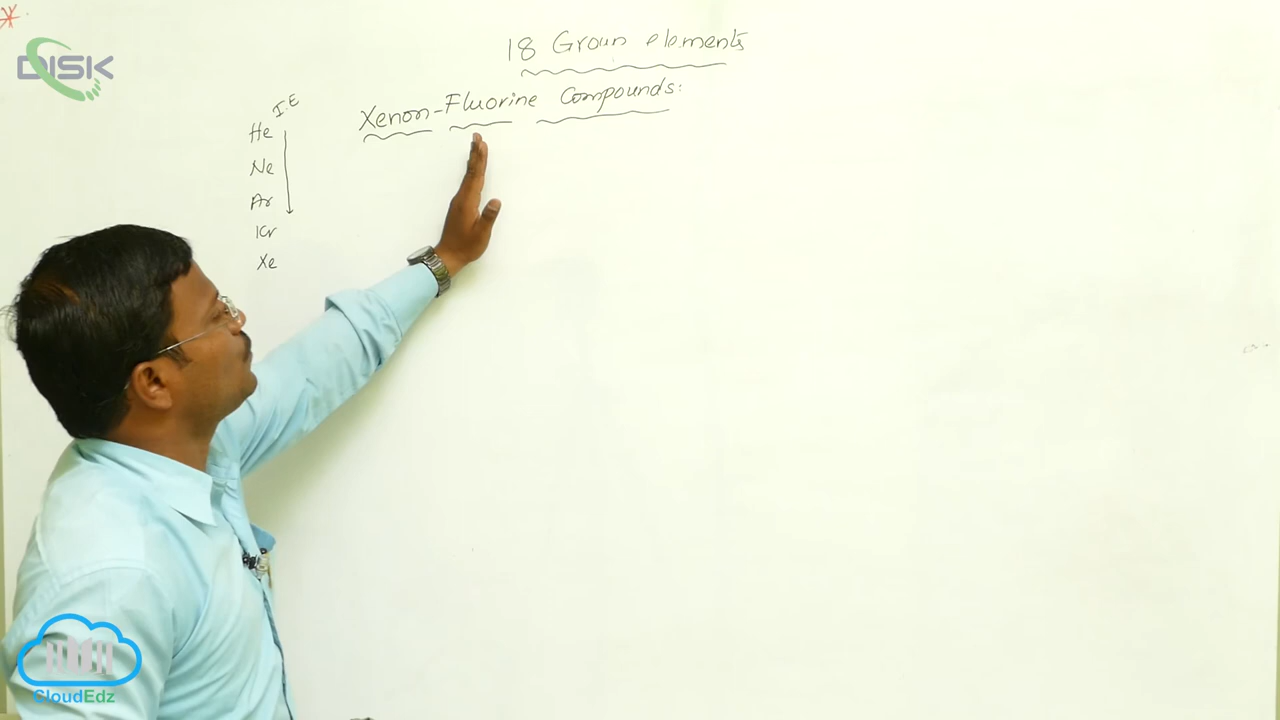 18 Group elements
DISK
Xenon-Fluorine Compounds:
I.E
He
Ne
Ar
Kr
Xe
CloudEdz